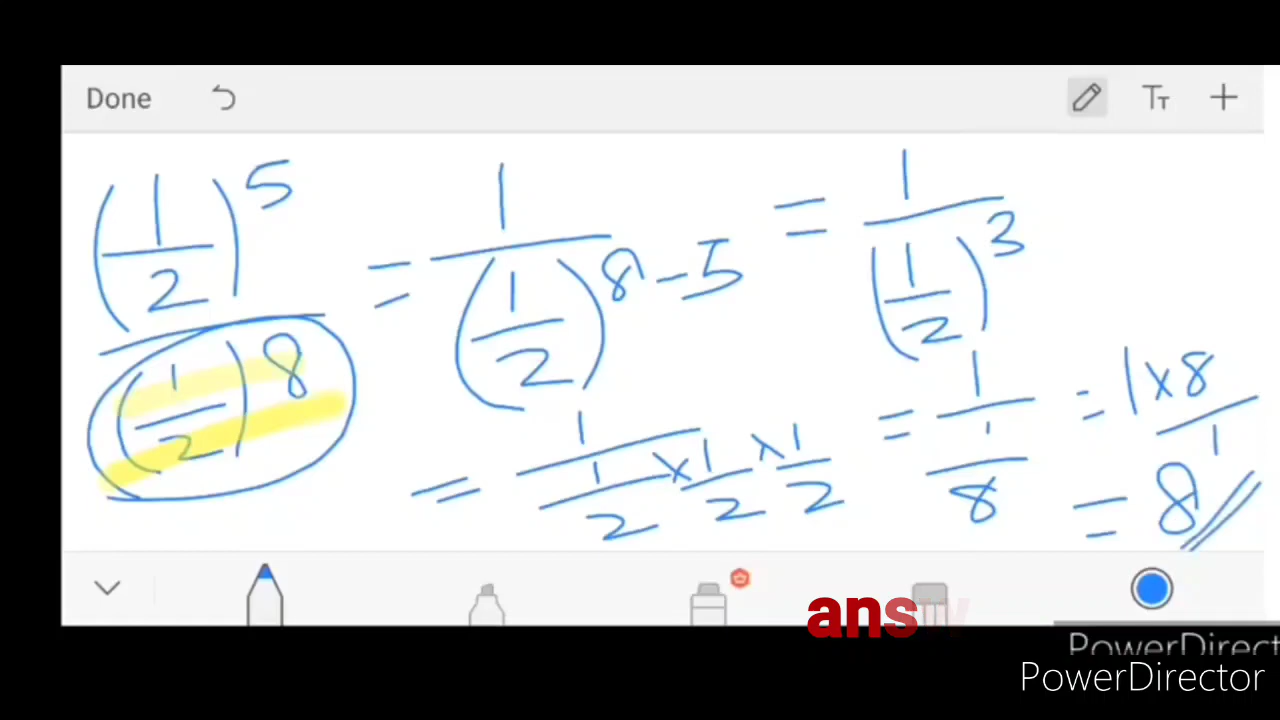 Done
(1/2)^5 / (1/2)^8 = 1 / (1/2)^8-5 = 1 / (1/2)^3
= 1 / 1/2 × 1/2 × 1/2 = 1 / 1/8 = 1 × 8/1
= 8
ans
PowerDirect
PowerDirector